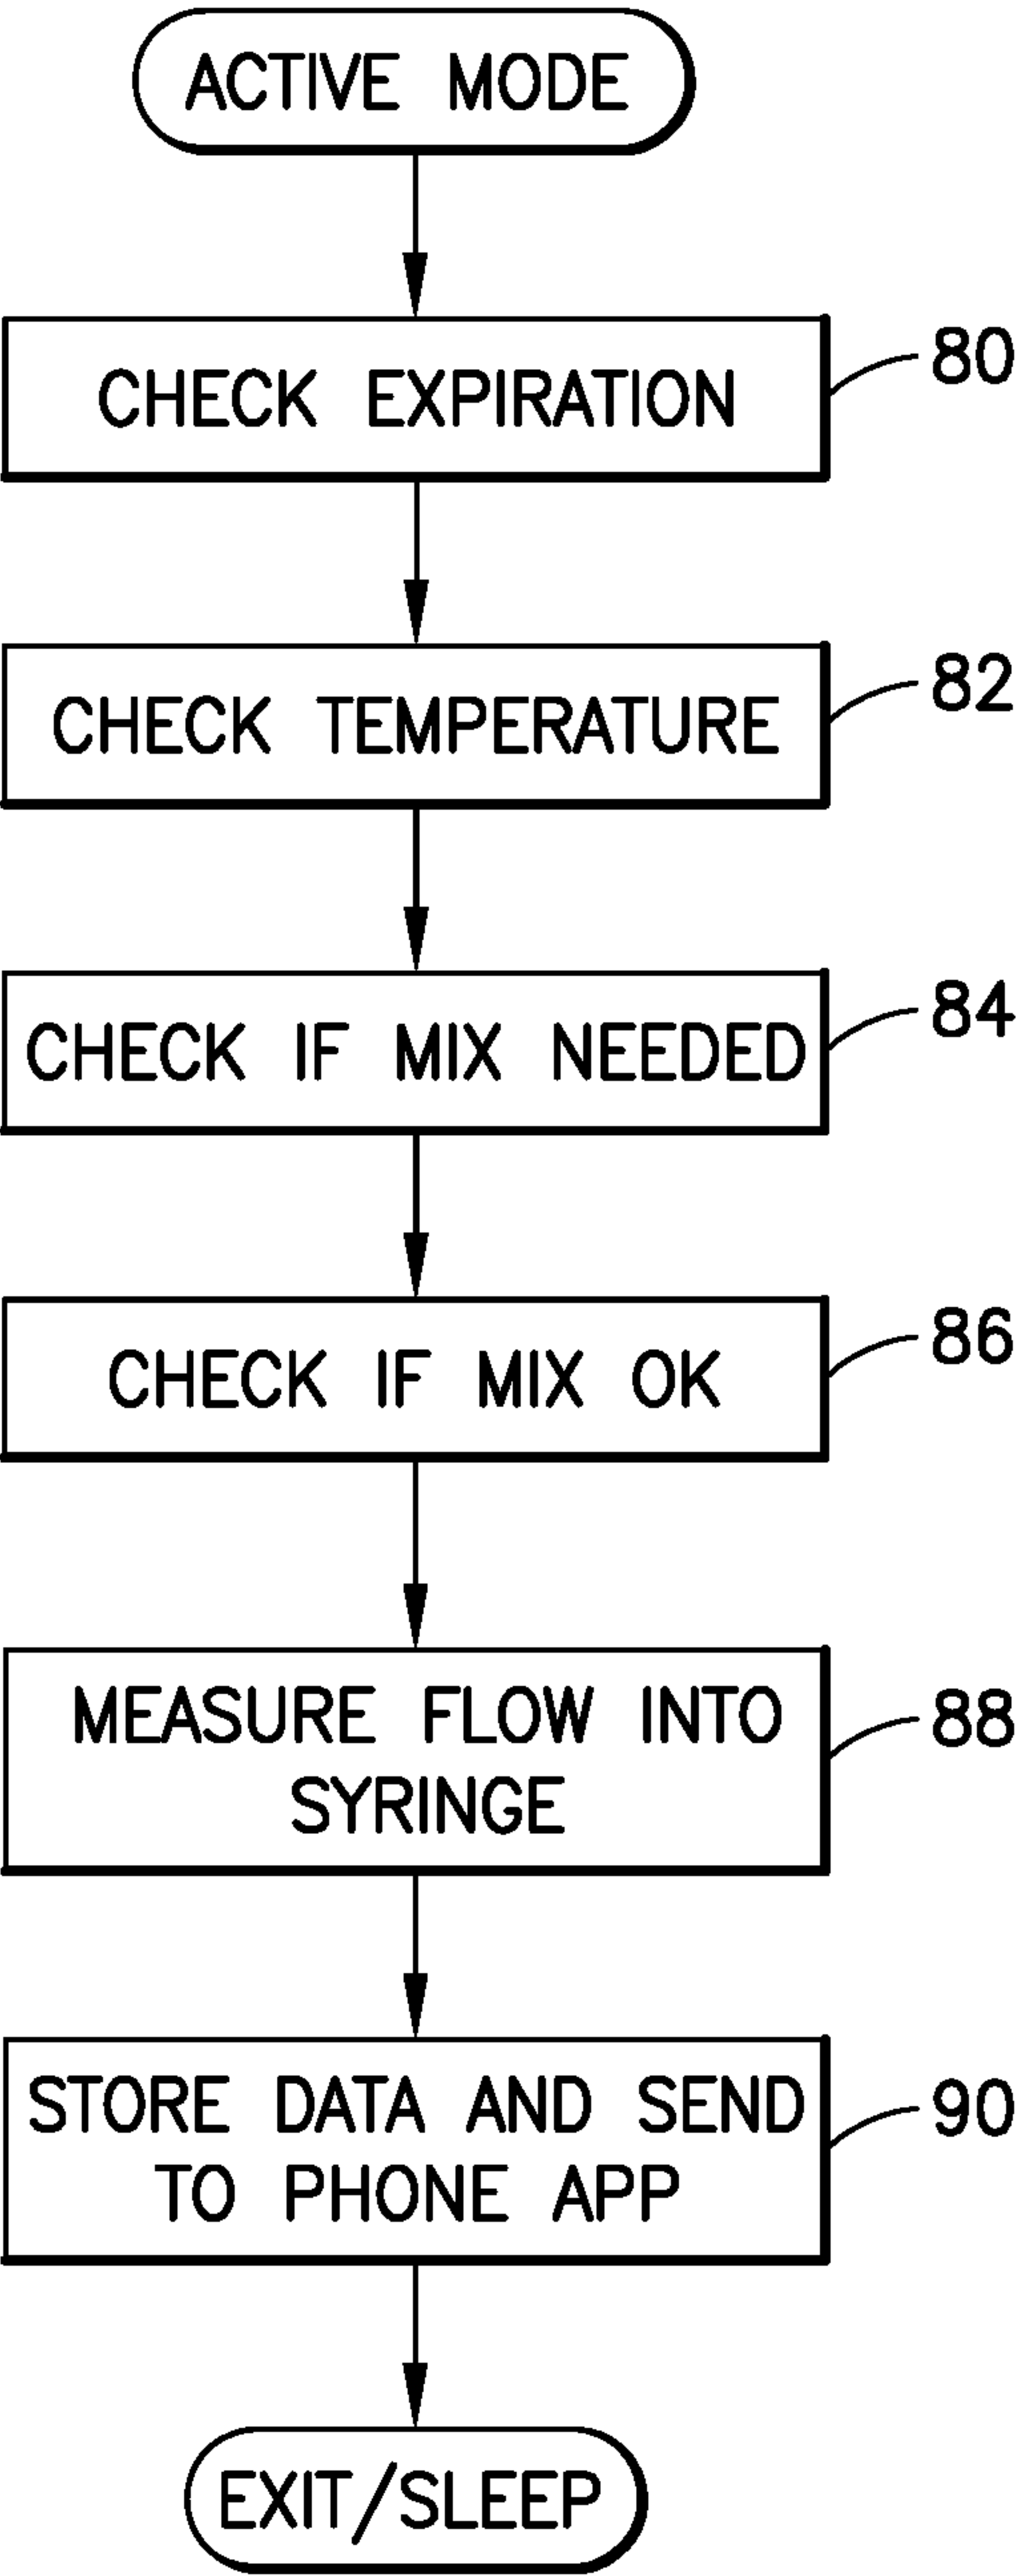 ACTIVE MODE
CHECK EXPIRATION
80
CHECK TEMPERATURE
82
CHECK IF MIX NEEDED
84
CHECK IF MIX OK
86
MEASURE FLOW INTO
SYRINGE
88
STORE DATA AND SEND
TO PHONE APP
90
EXIT/SLEEP